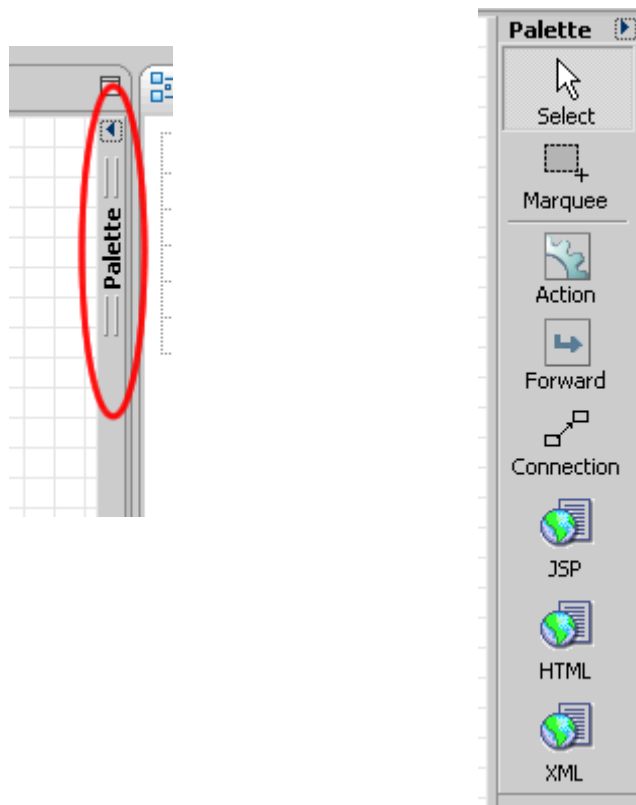 Palette
Palette
Select
Marquee
Action
Forward
Connection
JSP
HTML
XML